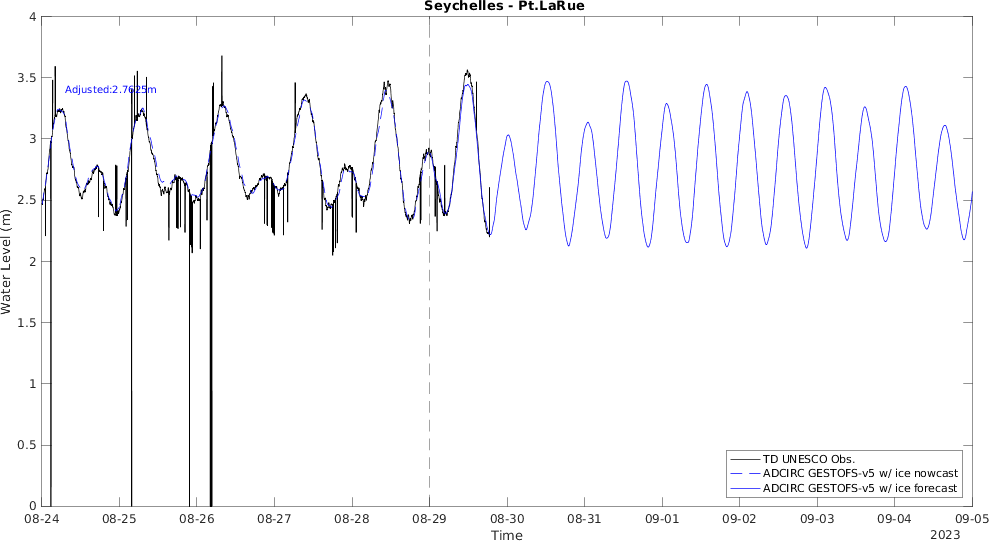 Seychelles - Pt.LaRue
4
3.5
3
2.5
2
1.5
1
0.5
0
Water Level (m)
Adjusted:2.7625m
TD UNESCO Obs.
ADCIRC GESTOFS-v5 w/ ice nowcast
ADCIRC GESTOFS-v5 w/ ice forecast
08-24 08-25 08-26 08-27 08-28 08-29 08-30 08-31 09-01 09-02 09-03 09-04 09-05
Time
2023